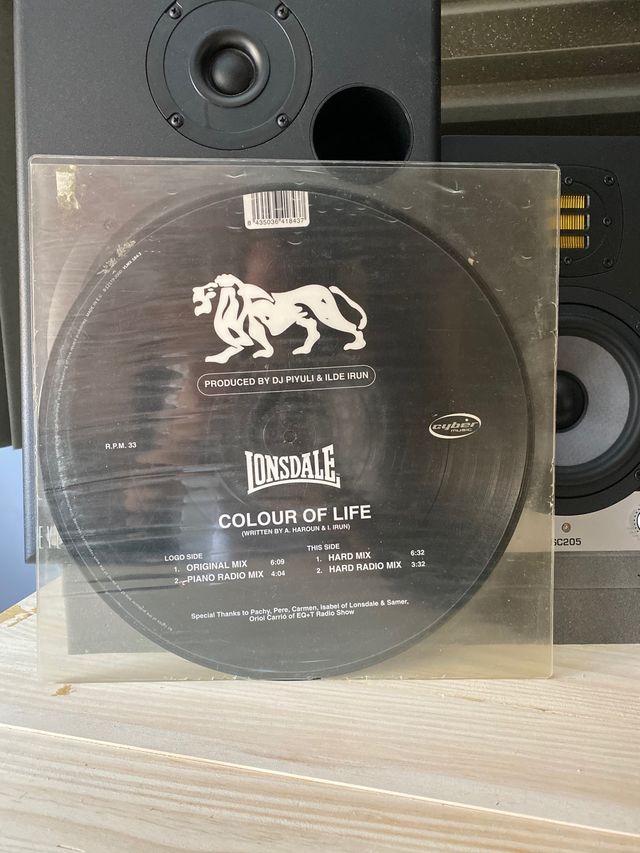 8 435036 418437
PRODUCED BY DJ PIYULI & ILDE IRUN
R.P.M. 33
cyber
MUSIC
LONSDALE
COLOUR OF LIFE
(WRITTEN BY A. HAROUN & I. IRUN)
LOGO SIDE
1. ORIGINAL MIX 6:09
2. PIANO RADIO MIX 4:04
THIS SIDE
1. HARD MIX 6:32
2. HARD RADIO MIX 3:32
Special Thanks to Pachy, Pere, Carmen, Isabel of Lonsdale & Samer,
Oriol Carrió of EQ+T Radio Show
SC205